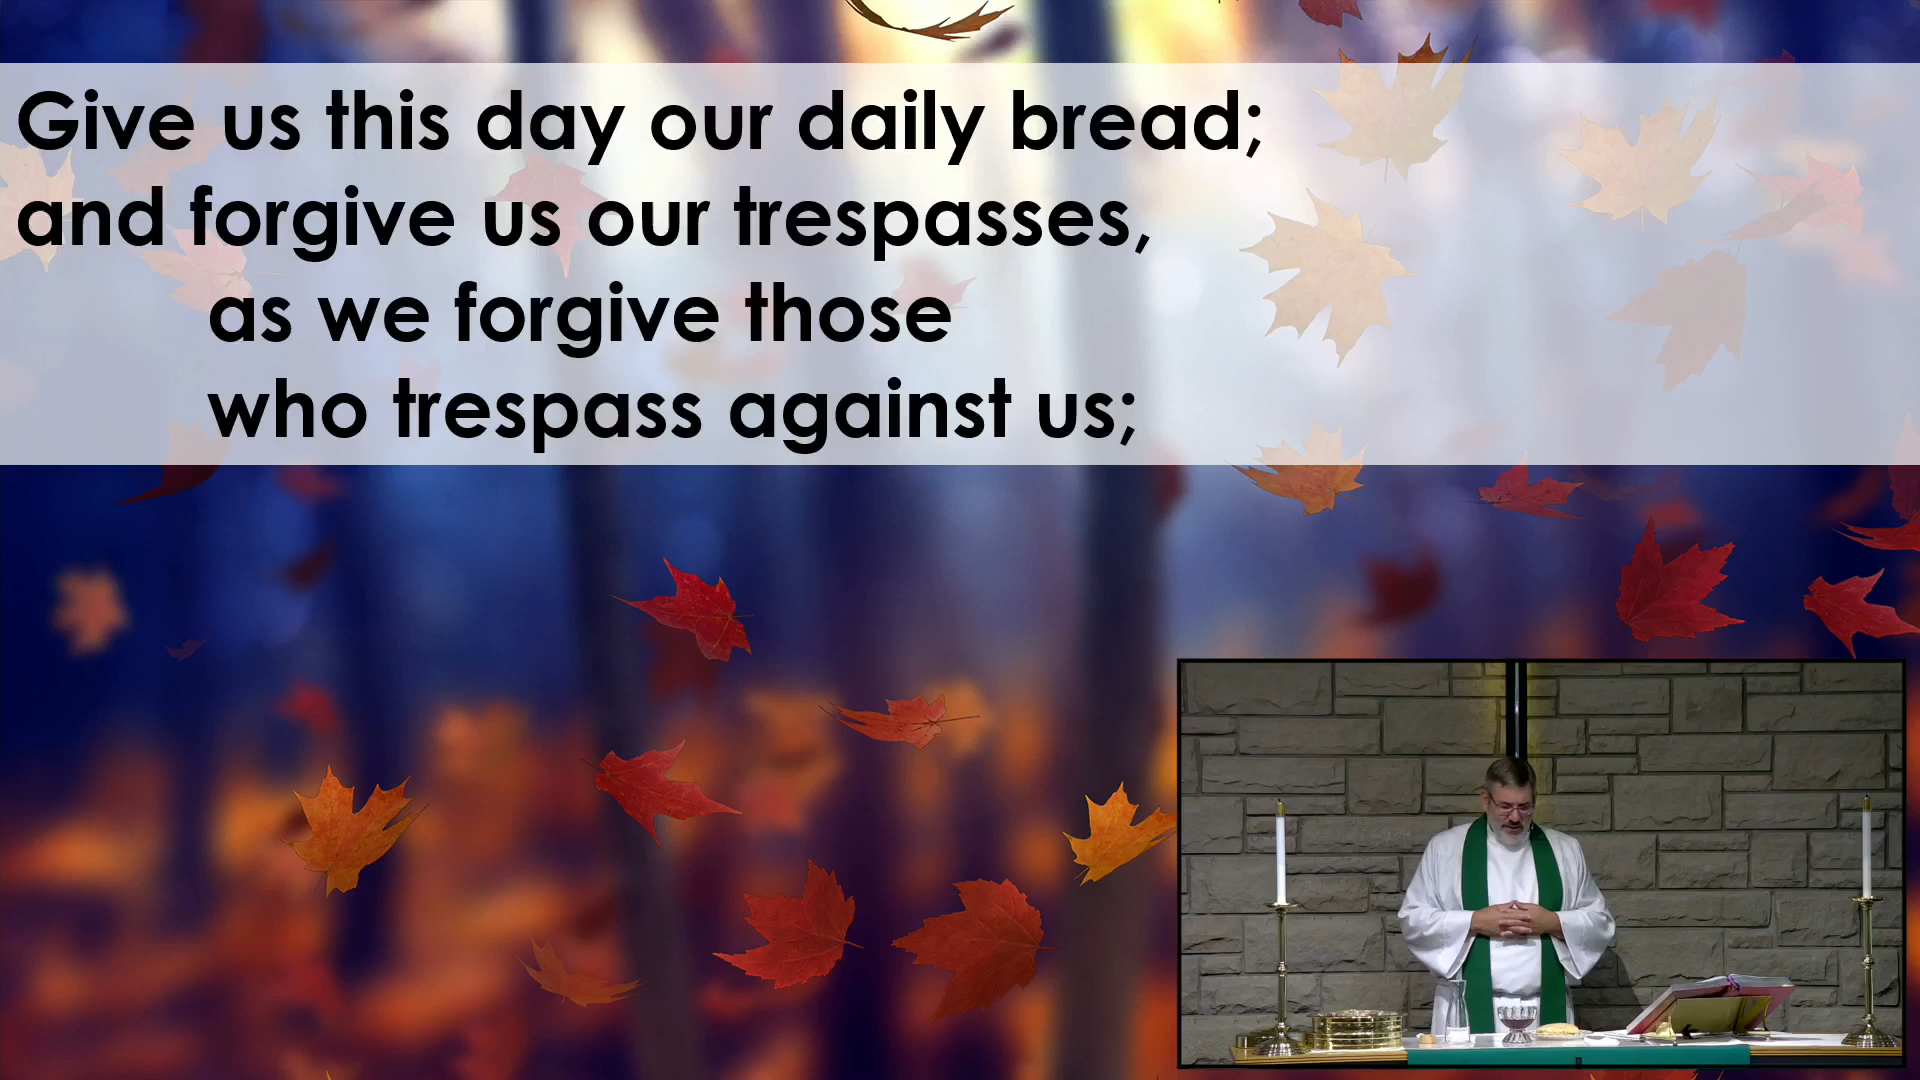 Give us this day our daily bread;
and forgive us our trespasses,
as we forgive those
who trespass against us;